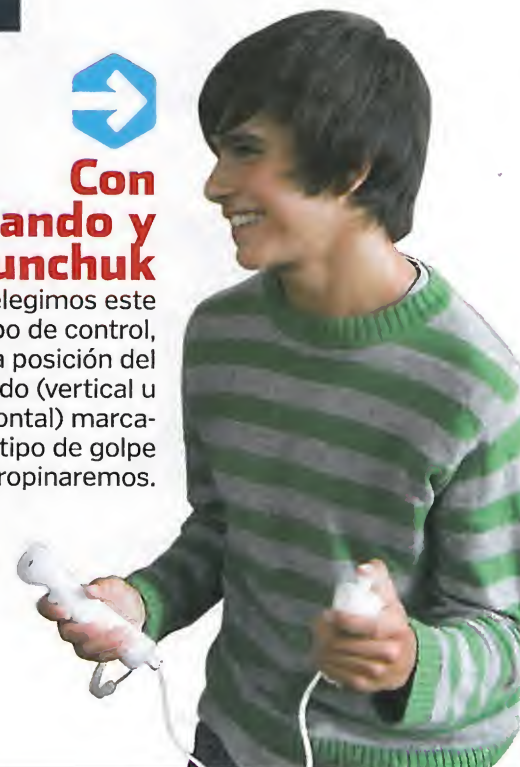 Con
ando y
unchuk
elegimos este
po de control,
a posición del
do (vertical u
ontal) marca-
tipo de golpe
ropinaremos.